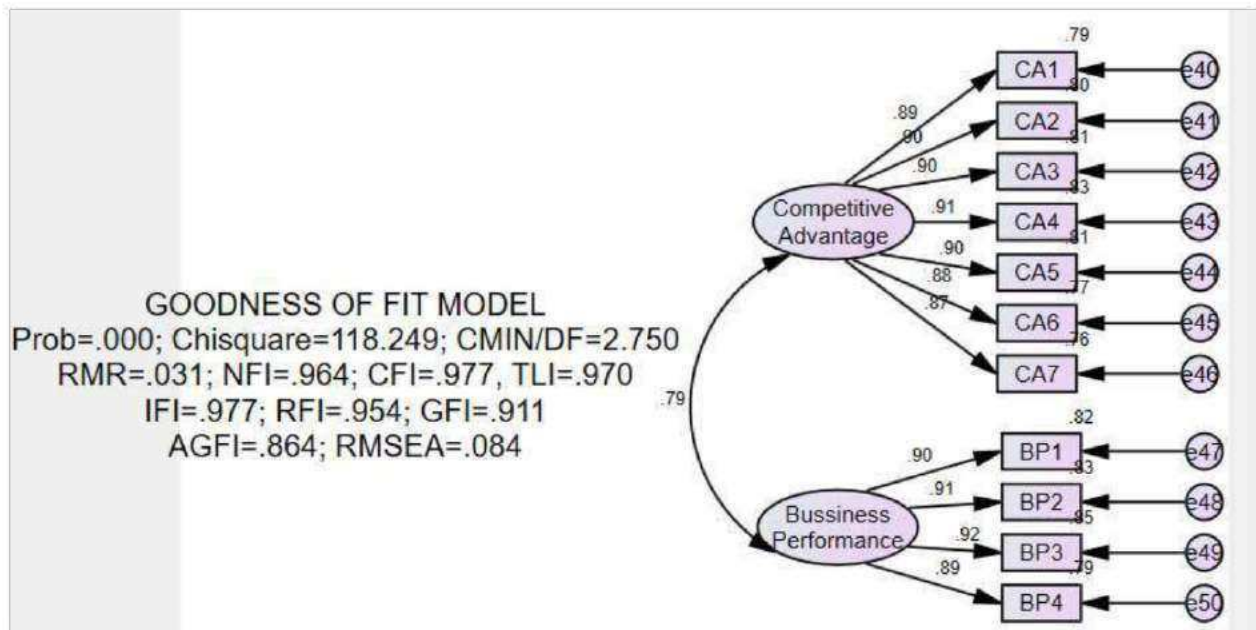 GOODNESS OF FIT MODEL
Prob=.000; Chisquare=118.249; CMIN/DF=2.750
RMR=.031; NFI=.964; CFI=.977, TLI=.970
IFI=.977; RFI=.954; GFI=.911
AGFI=.864; RMSEA=.084
.79
Competitive
Advantage
.89
.90
.90
.91
.90
.88
.87
.79
CA1
e40
.80
CA2
e41
.81
CA3
e42
.83
CA4
e43
.81
CA5
e44
.77
CA6
e45
.76
CA7
e46
Bussiness
Performance
.90
.91
.92
.89
.82
BP1
e47
.83
BP2
e48
.85
BP3
e49
.79
BP4
e50